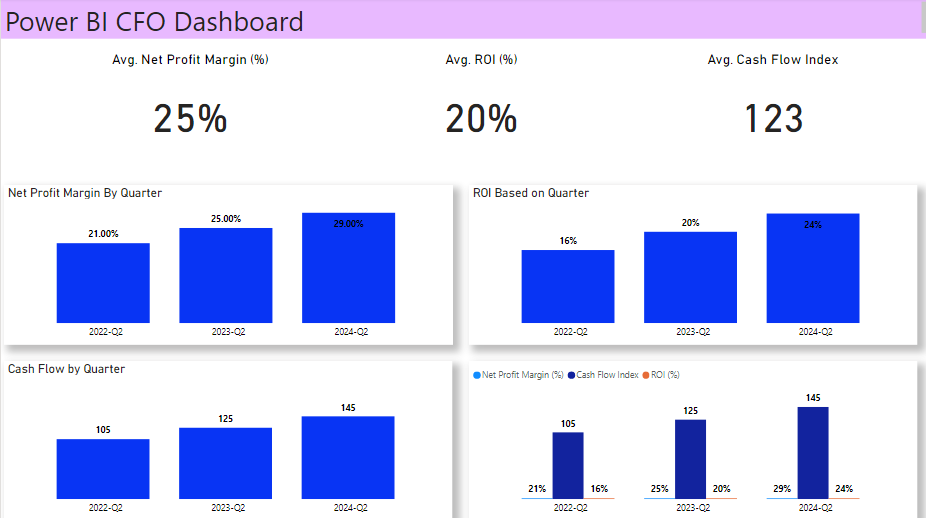 Power BI CFO Dashboard
Avg. Net Profit Margin (%)
Avg. ROI (%)
Avg. Cash Flow Index
25%
20%
123
Net Profit Margin By Quarter
21.00%
25.00%
29.00%
2022-Q2
2023-Q2
2024-Q2
ROI Based on Quarter
16%
20%
24%
2022-Q2
2023-Q2
2024-Q2
Cash Flow by Quarter
105
125
145
2022-Q2
2023-Q2
2024-Q2
Net Profit Margin (%) Cash Flow Index ROI (%)
105
125
145
21%
16%
25%
20%
29%
24%
2022-Q2
2023-Q2
2024-Q2